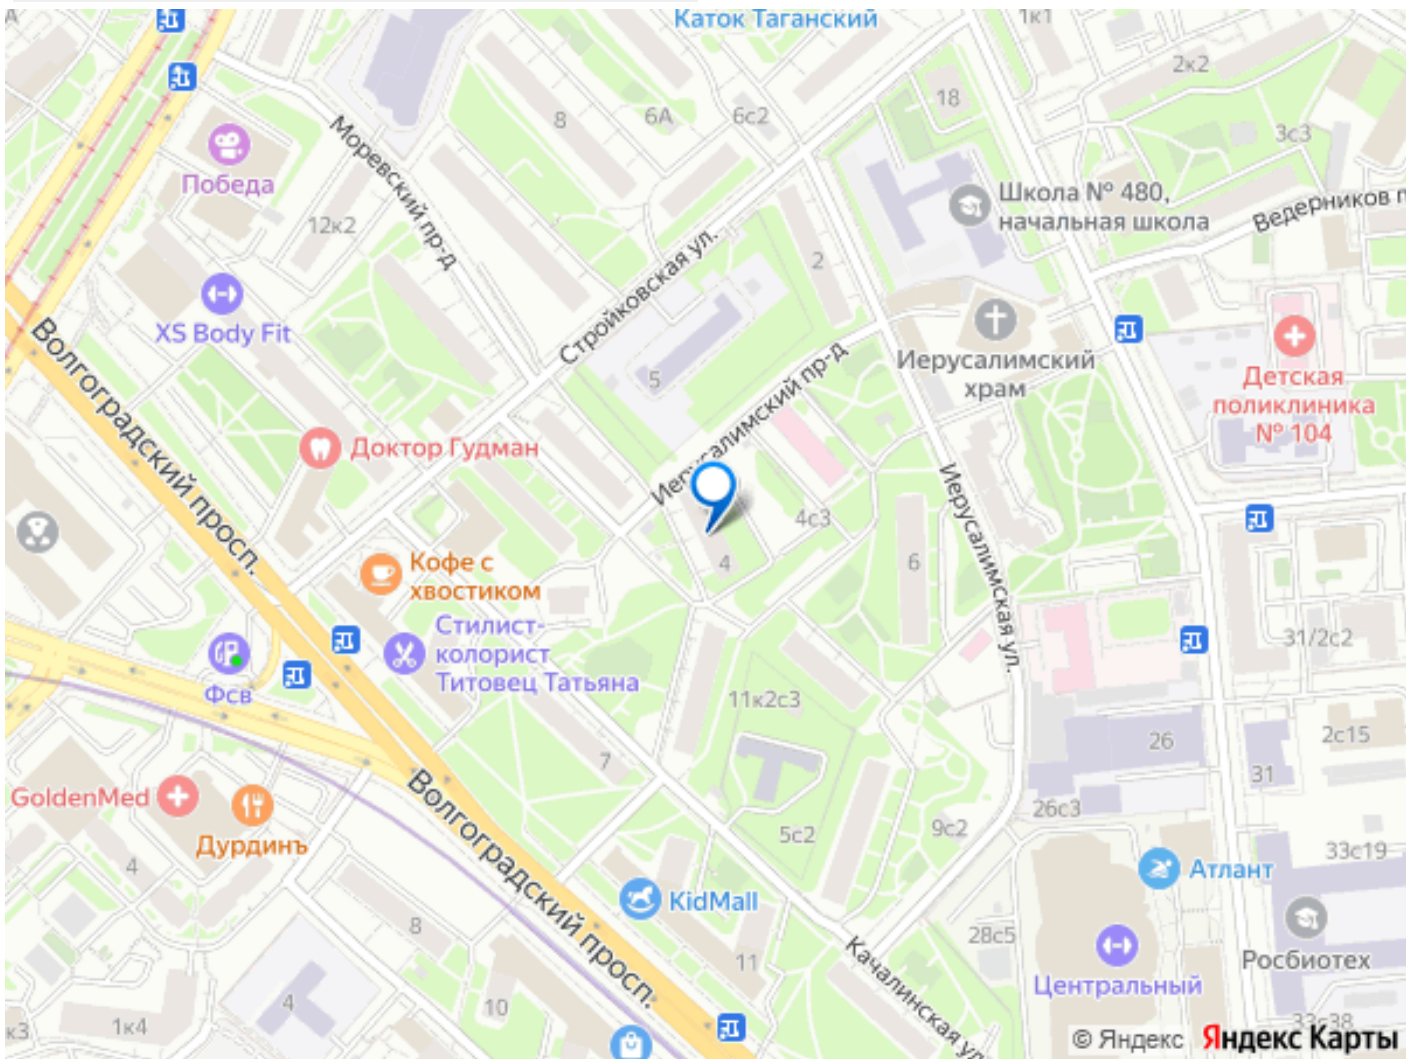 Каток Таганский
1к1
2к2
18
8
6А
6с2
3с3
Моревский пр-д
Победа
Школа № 480,
начальная школа
Ведерников п
12к2
2
Стройковская ул.
XS Body Fit
Волгоградский просп.
Иерусалимский
храм
5
Иерусалимский пр-д
Детская
поликлиника
№ 104
Доктор Гудман
Иерусалимская ул.
4с3
Кофе с
хвостиком
4
6
Стилист-
колорист
Титовец Татьяна
Фсв
31/2с2
11к2с3
26
2с15
7
31
GoldenMed
Дурдинъ
Волгоградский просп.
26с3
5с2
9с2
33с19
4
Атлант
KidMall
8
28с5
11
Качалинская ул.
Росбиотех
Центральный
4
10
1к4
к3
33с38
© Яндекс Яндекс Карты